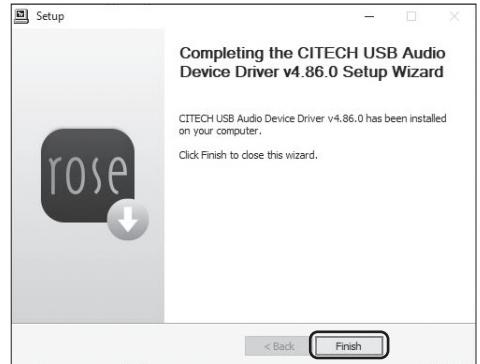 Setup
Completing the CITECH USB Audio
Device Driver v4.86.0 Setup Wizard
CITECH USB Audio Device Driver v4.86.0 has been installed
on your computer.
Click Finish to close this wizard.
rose
< Back
Finish